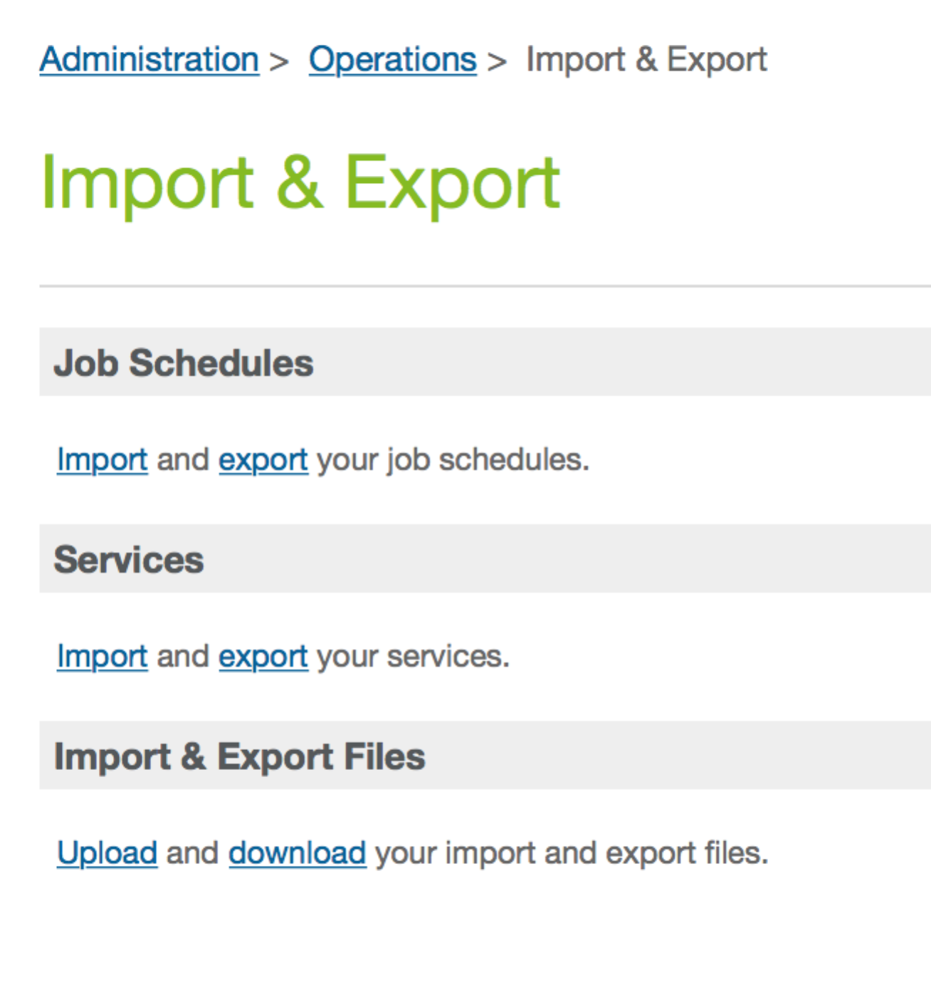 Administration > Operations > Import & Export
Import & Export
Job Schedules
Import and export your job schedules.
Services
Import and export your services.
Import & Export Files
Upload and download your import and export files.